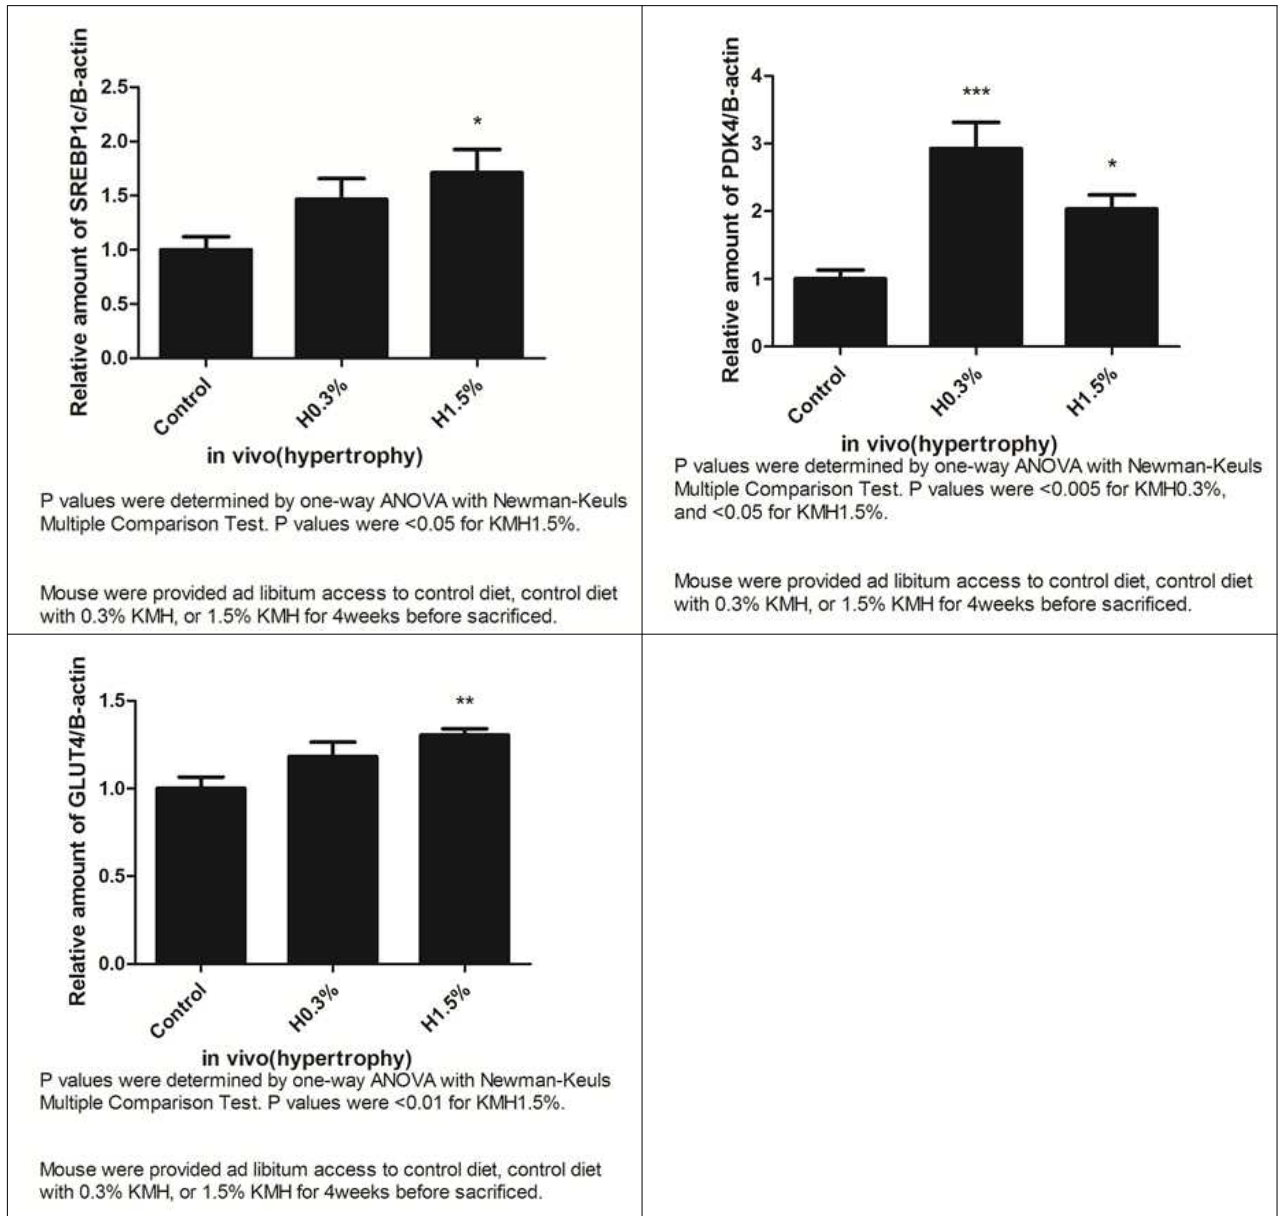 Relative amount of SREBP1c/B-actin
2.5
2.0
1.5
1.0
0.5
0.0
*
Control
H0.3%
H1.5%
in vivo(hypertrophy)
P values were determined by one-way ANOVA with Newman-Keuls
Multiple Comparison Test. P values were <0.05 for KMH1.5%.
Mouse were provided ad libitum access to control diet, control diet
with 0.3% KMH, or 1.5% KMH for 4weeks before sacrificed.
Relative amount of PDK4/B-actin
4
3
2
1
0
***
*
Control
H0.3%
H1.5%
in vivo(hypertrophy)
P values were determined by one-way ANOVA with Newman-Keuls
Multiple Comparison Test. P values were <0.005 for KMH0.3%,
and <0.05 for KMH1.5%.
Mouse were provided ad libitum access to control diet, control diet
with 0.3% KMH, or 1.5% KMH for 4weeks before sacrificed.
Relative amount of GLUT4/B-actin
1.5
1.0
0.5
0.0
**
Control
H0.3%
H1.5%
in vivo(hypertrophy)
P values were determined by one-way ANOVA with Newman-Keuls
Multiple Comparison Test. P values were <0.01 for KMH1.5%.
Mouse were provided ad libitum access to control diet, control diet
with 0.3% KMH, or 1.5% KMH for 4weeks before sacrificed.